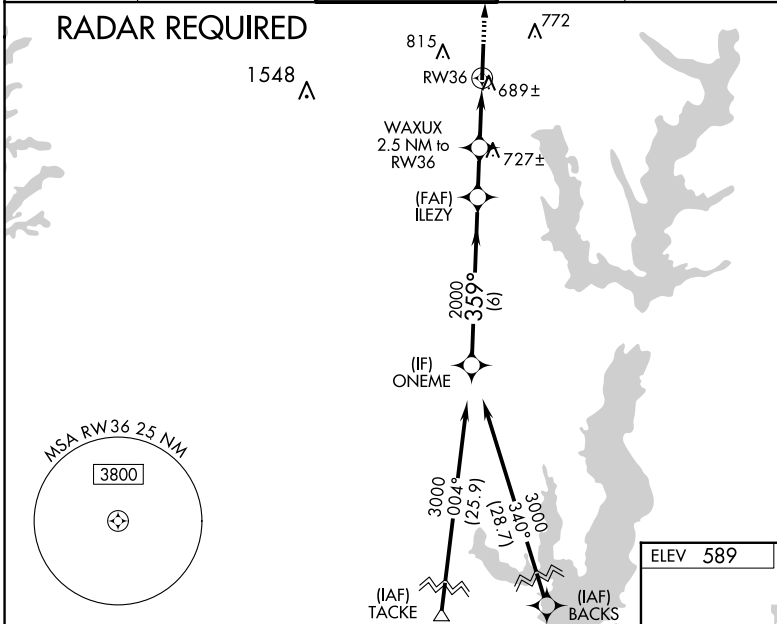 RADAR REQUIRED
815
772
1548
RW36
689±
WAXUX
2.5 NM to
RW36
727±
(FAF)
ILEZY
2000
359°
(6)
(IF)
ONEME
MSA RW36 25 NM
3800
3000
004°
(25.9)
3000
340°
(28.7)
ELEV 589
(IAF)
TACKE
(IAF)
BACKS